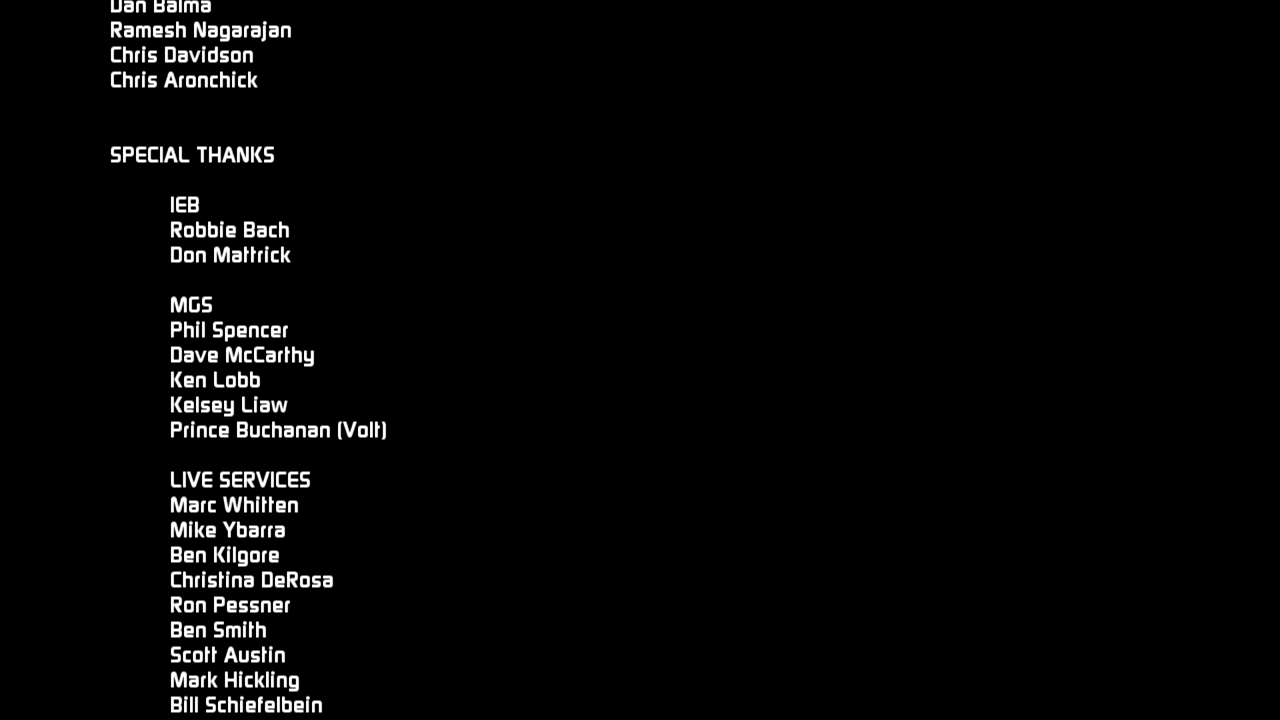 Dan Balma
Ramesh Nagarajan
Chris Davidson
Chris Aronchick
SPECIAL THANKS
IEB
Robbie Bach
Don Mattrick
MGS
Phil Spencer
Dave McCarthy
Ken Lobb
Kelsey Liaw
Prince Buchanan (Volt)
LIVE SERVICES
Marc Whitten
Mike Ybarra
Ben Kilgore
Christina DeRosa
Ron Pessner
Ben Smith
Scott Austin
Mark Hickling
Bill Schiefelbein